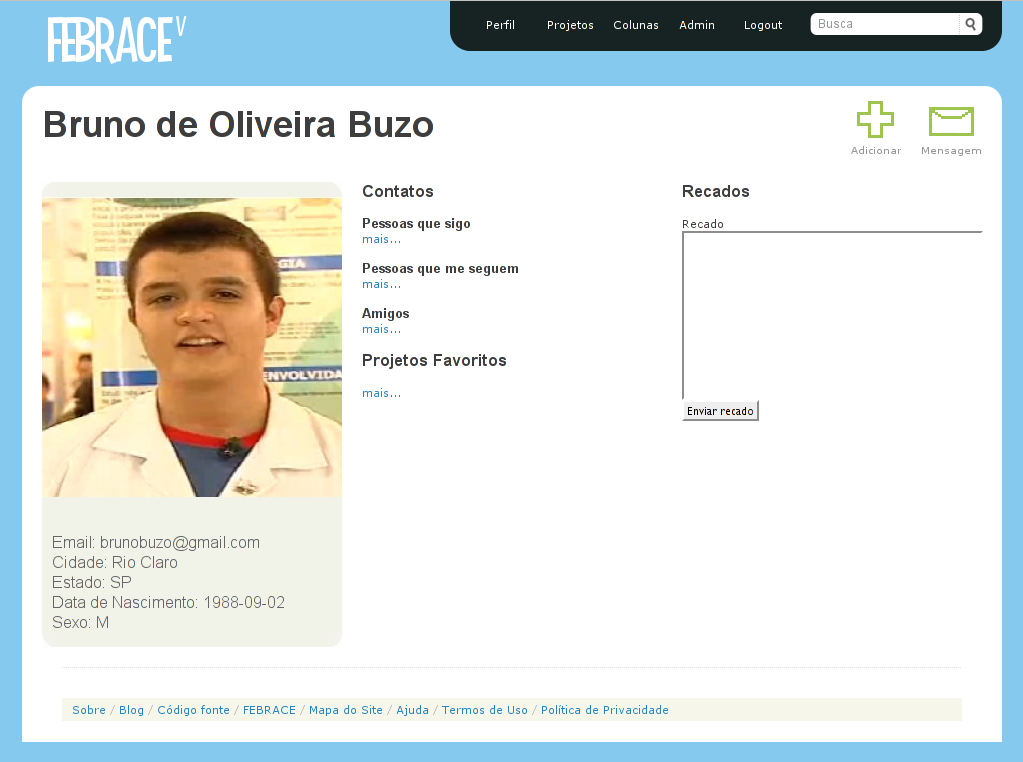 FEBRACE V
Perfil Projetos Colunas Admin Logout Busca
Bruno de Oliveira Buzo
Adicionar Mensagem
GIA
ENVOLVIDA
Email: brunobuzo@gmail.com
Cidade: Rio Claro
Estado: SP
Data de Nascimento: 1988-09-02
Sexo: M
Contatos
Pessoas que sigo
mais...
Pessoas que me seguem
mais...
Amigos
mais...
Projetos Favoritos
mais...
Recados
Recado
Enviar recado
Sobre / Blog / Código fonte / FEBRACE / Mapa do Site / Ajuda / Termos de Uso / Política de Privacidade